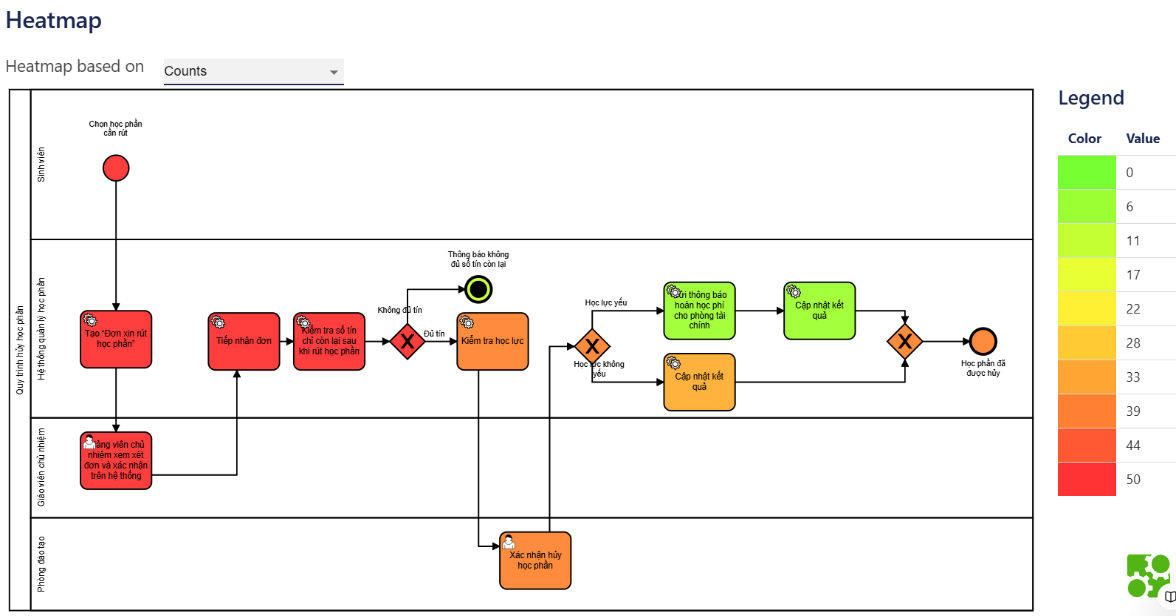 Heatmap
Heatmap based on
Counts
Legend
Color Value
0
6
11
17
22
28
33
39
44
50
Quy trình hủy học phần
Sinh viên
Chọn học phần
cần rút
Hệ thống quản lý học phần
Tạo “Đơn xin rút
học phần”
Tiếp nhận đơn
Kiểm tra số tín
chỉ còn lại sau
khi rút học phần
Không đủ tín
Đủ tín
Thông báo không
đủ số tín còn lại
Kiểm tra học lực
Học lực yếu
Học lực không
yếu
thông báo
hoãn học phí
cho phòng tài
chính
Cập nhật kết
quả
Cập nhật kết
quả
Học phần đã
được hủy
Giáo viên chủ nhiệm
viên chủ
nhiệm xem xét
đơn và xác nhận
trên hệ thống
Phòng đào tạo
Xác nhận hủy
học phần